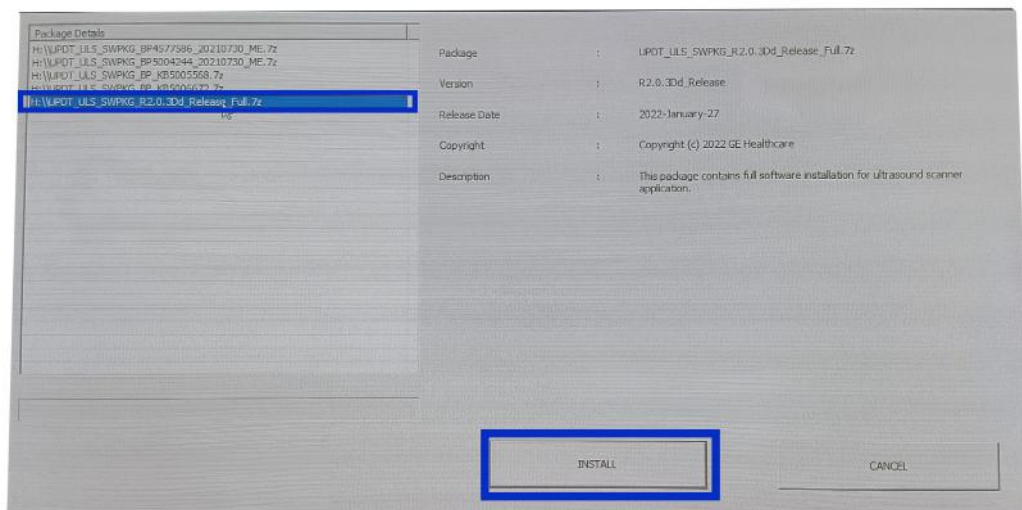 Package Details
H:\\UPDT_ULS_SWPKG_BP4577586_20210730_ME.7z
H:\\UPDT_ULS_SWPKG_BP5004244_20210730_ME.7z
H:\\UPDT_ULS_SWPKG_BP_KB5005568.7z
H:\\UPDT_ULS_SWPKG_BP_KB5006672.7z
H:\\UPDT_ULS_SWPKG_R2.0.3Dd_Release_Full.7z
Package : UPDT_ULS_SWPKG_R2.0.3Dd_Release_Full.7z
Version : R2.0.3Dd_Release
Release Date : 2022-January-27
Copyright : Copyright (c) 2022 GE Healthcare
Description : This package contains full software installation for ultrasound scanner
application.
INSTALL
CANCEL